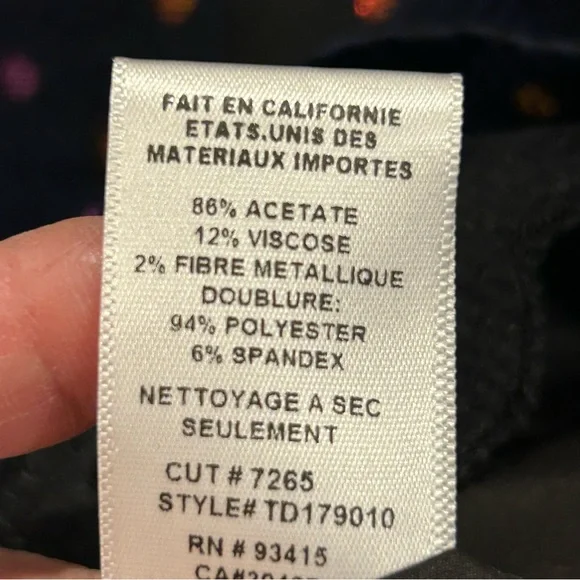 FAIT EN CALIFORNIE
ETATS.UNIS DES
MATERIAUX IMPORTES
86% ACETATE
12% VISCOSE
2% FIBRE METALLIQUE
DOUBLURE:
94% POLYESTER
6% SPANDEX
NETTOYAGE A SEC
SEULEMENT
CUT # 7265
STYLE# TD179010
RN # 93415